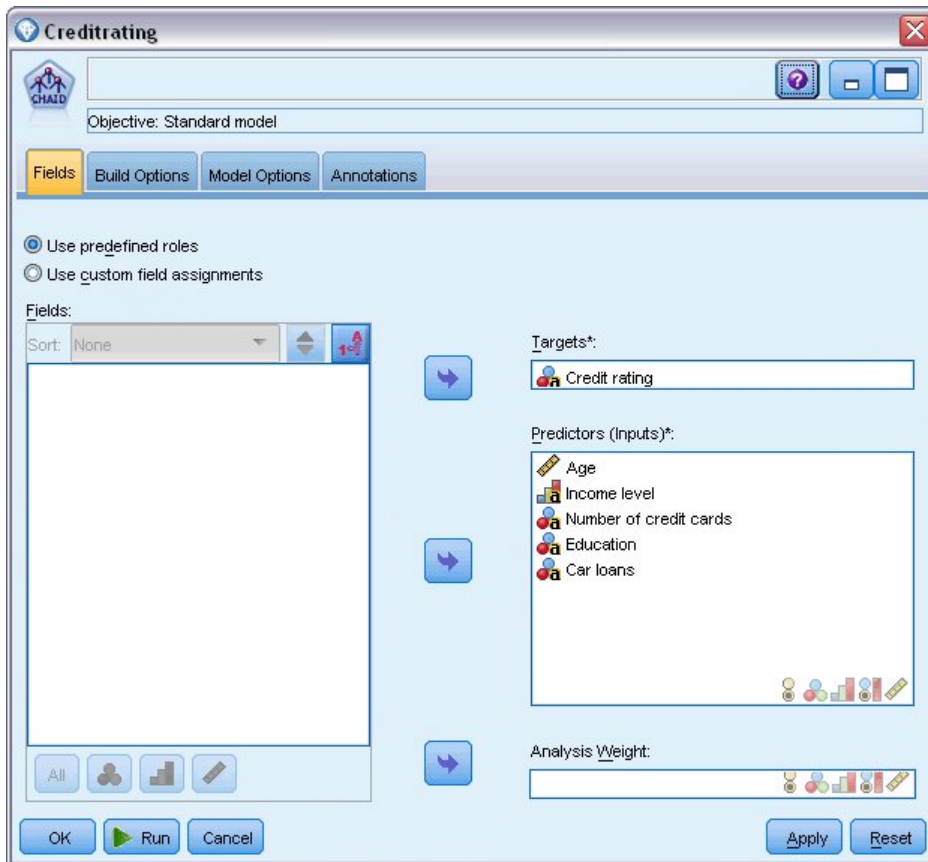 Creditrating
CHAID
Objective: Standard model
Fields Build Options Model Options Annotations
Use predefined roles
Use custom field assignments
Fields:
Sort: None
Targets*:
Credit rating
Predictors (Inputs)*:
Age
Income level
Number of credit cards
Education
Car loans
All
Analysis Weight:
OK Run Cancel Apply Reset